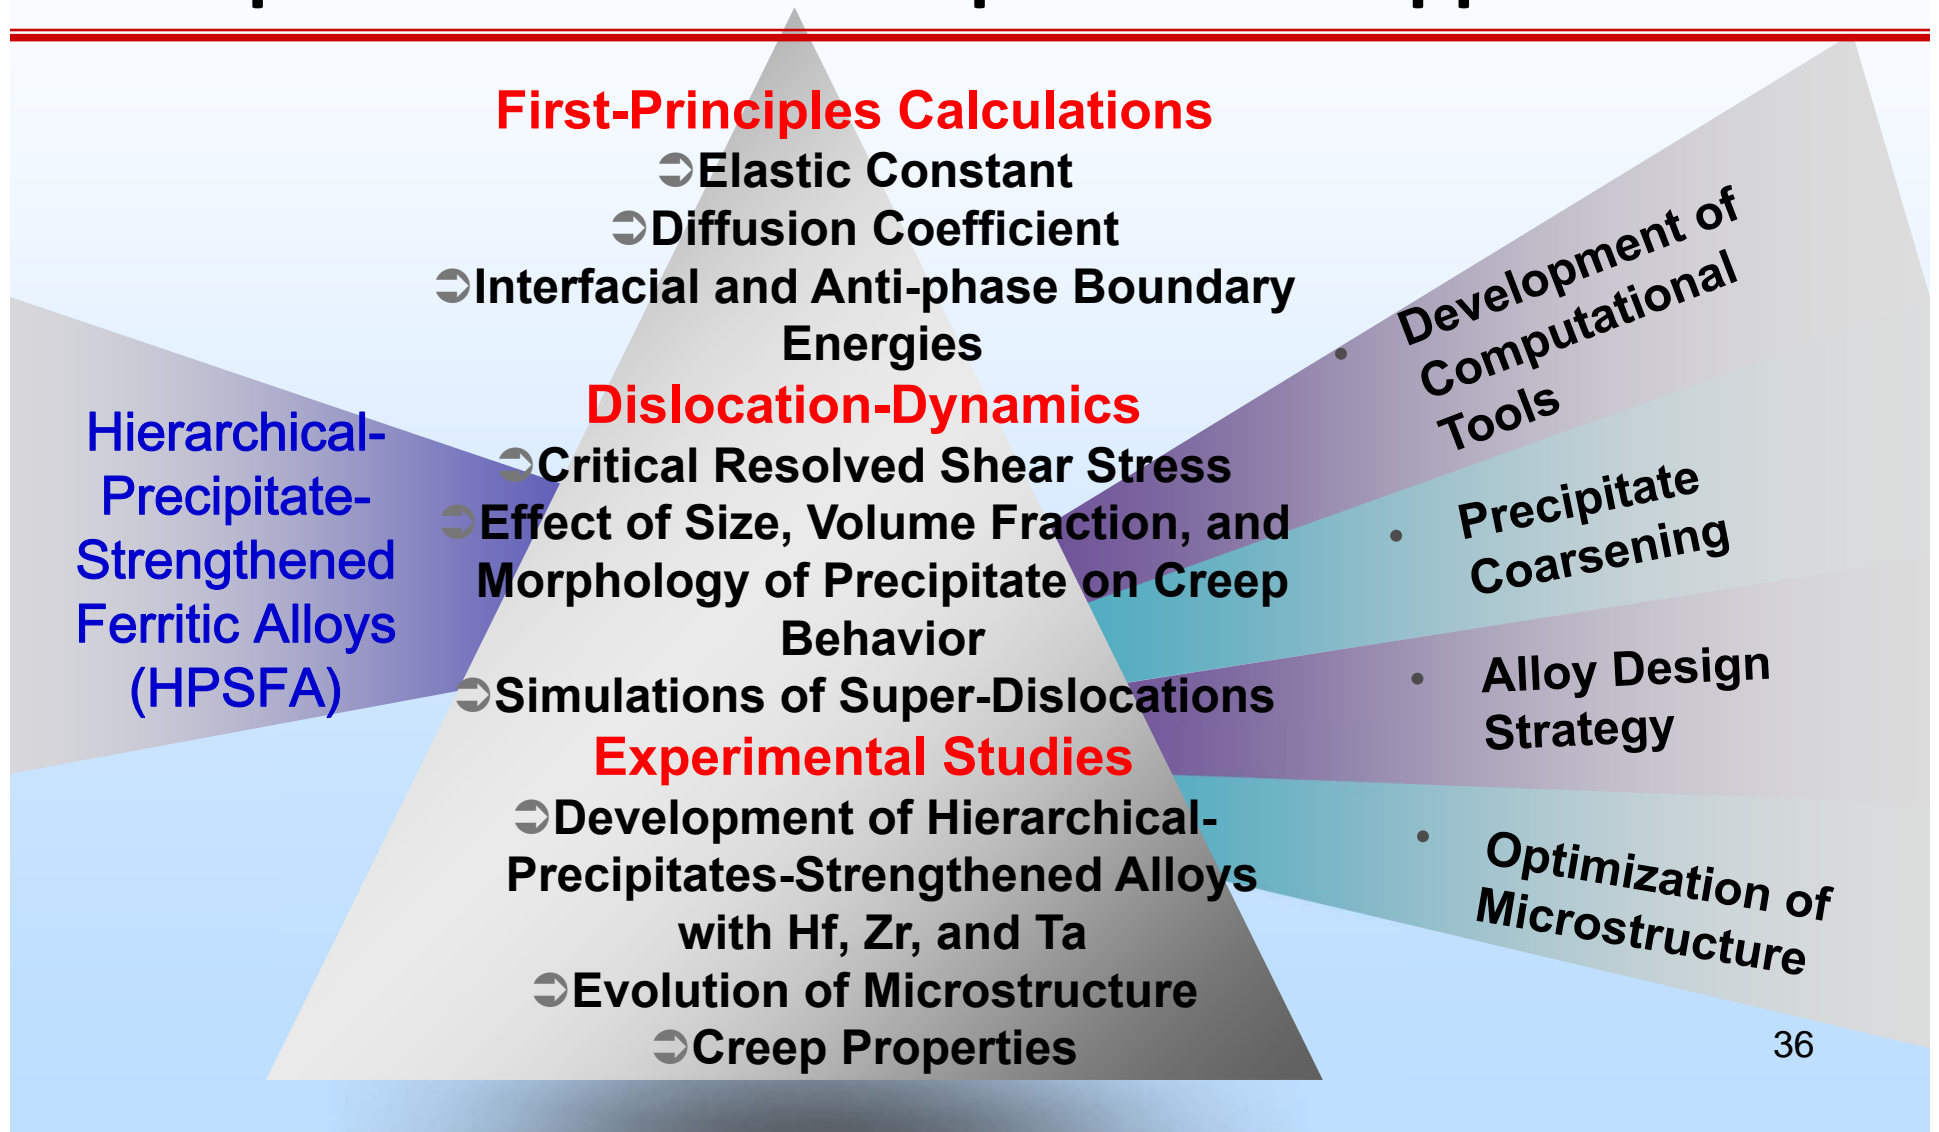 First-Principles Calculations
➲Elastic Constant
➲Diffusion Coefficient
➲Interfacial and Anti-phase Boundary
Energies
Dislocation-Dynamics
➲Critical Resolved Shear Stress
➲Effect of Size, Volume Fraction, and
Morphology of Precipitate on Creep
Behavior
➲Simulations of Super-Dislocations
Experimental Studies
➲Development of Hierarchical-
Precipitates-Strengthened Alloys
with Hf, Zr, and Ta
➲Evolution of Microstructure
➲Creep Properties
Hierarchical-
Precipitate-
Strengthened
Ferritic Alloys
(HPSFA)
• Development of
Computational
Tools
• Precipitate
Coarsening
• Alloy Design
Strategy
• Optimization of
Microstructure
36